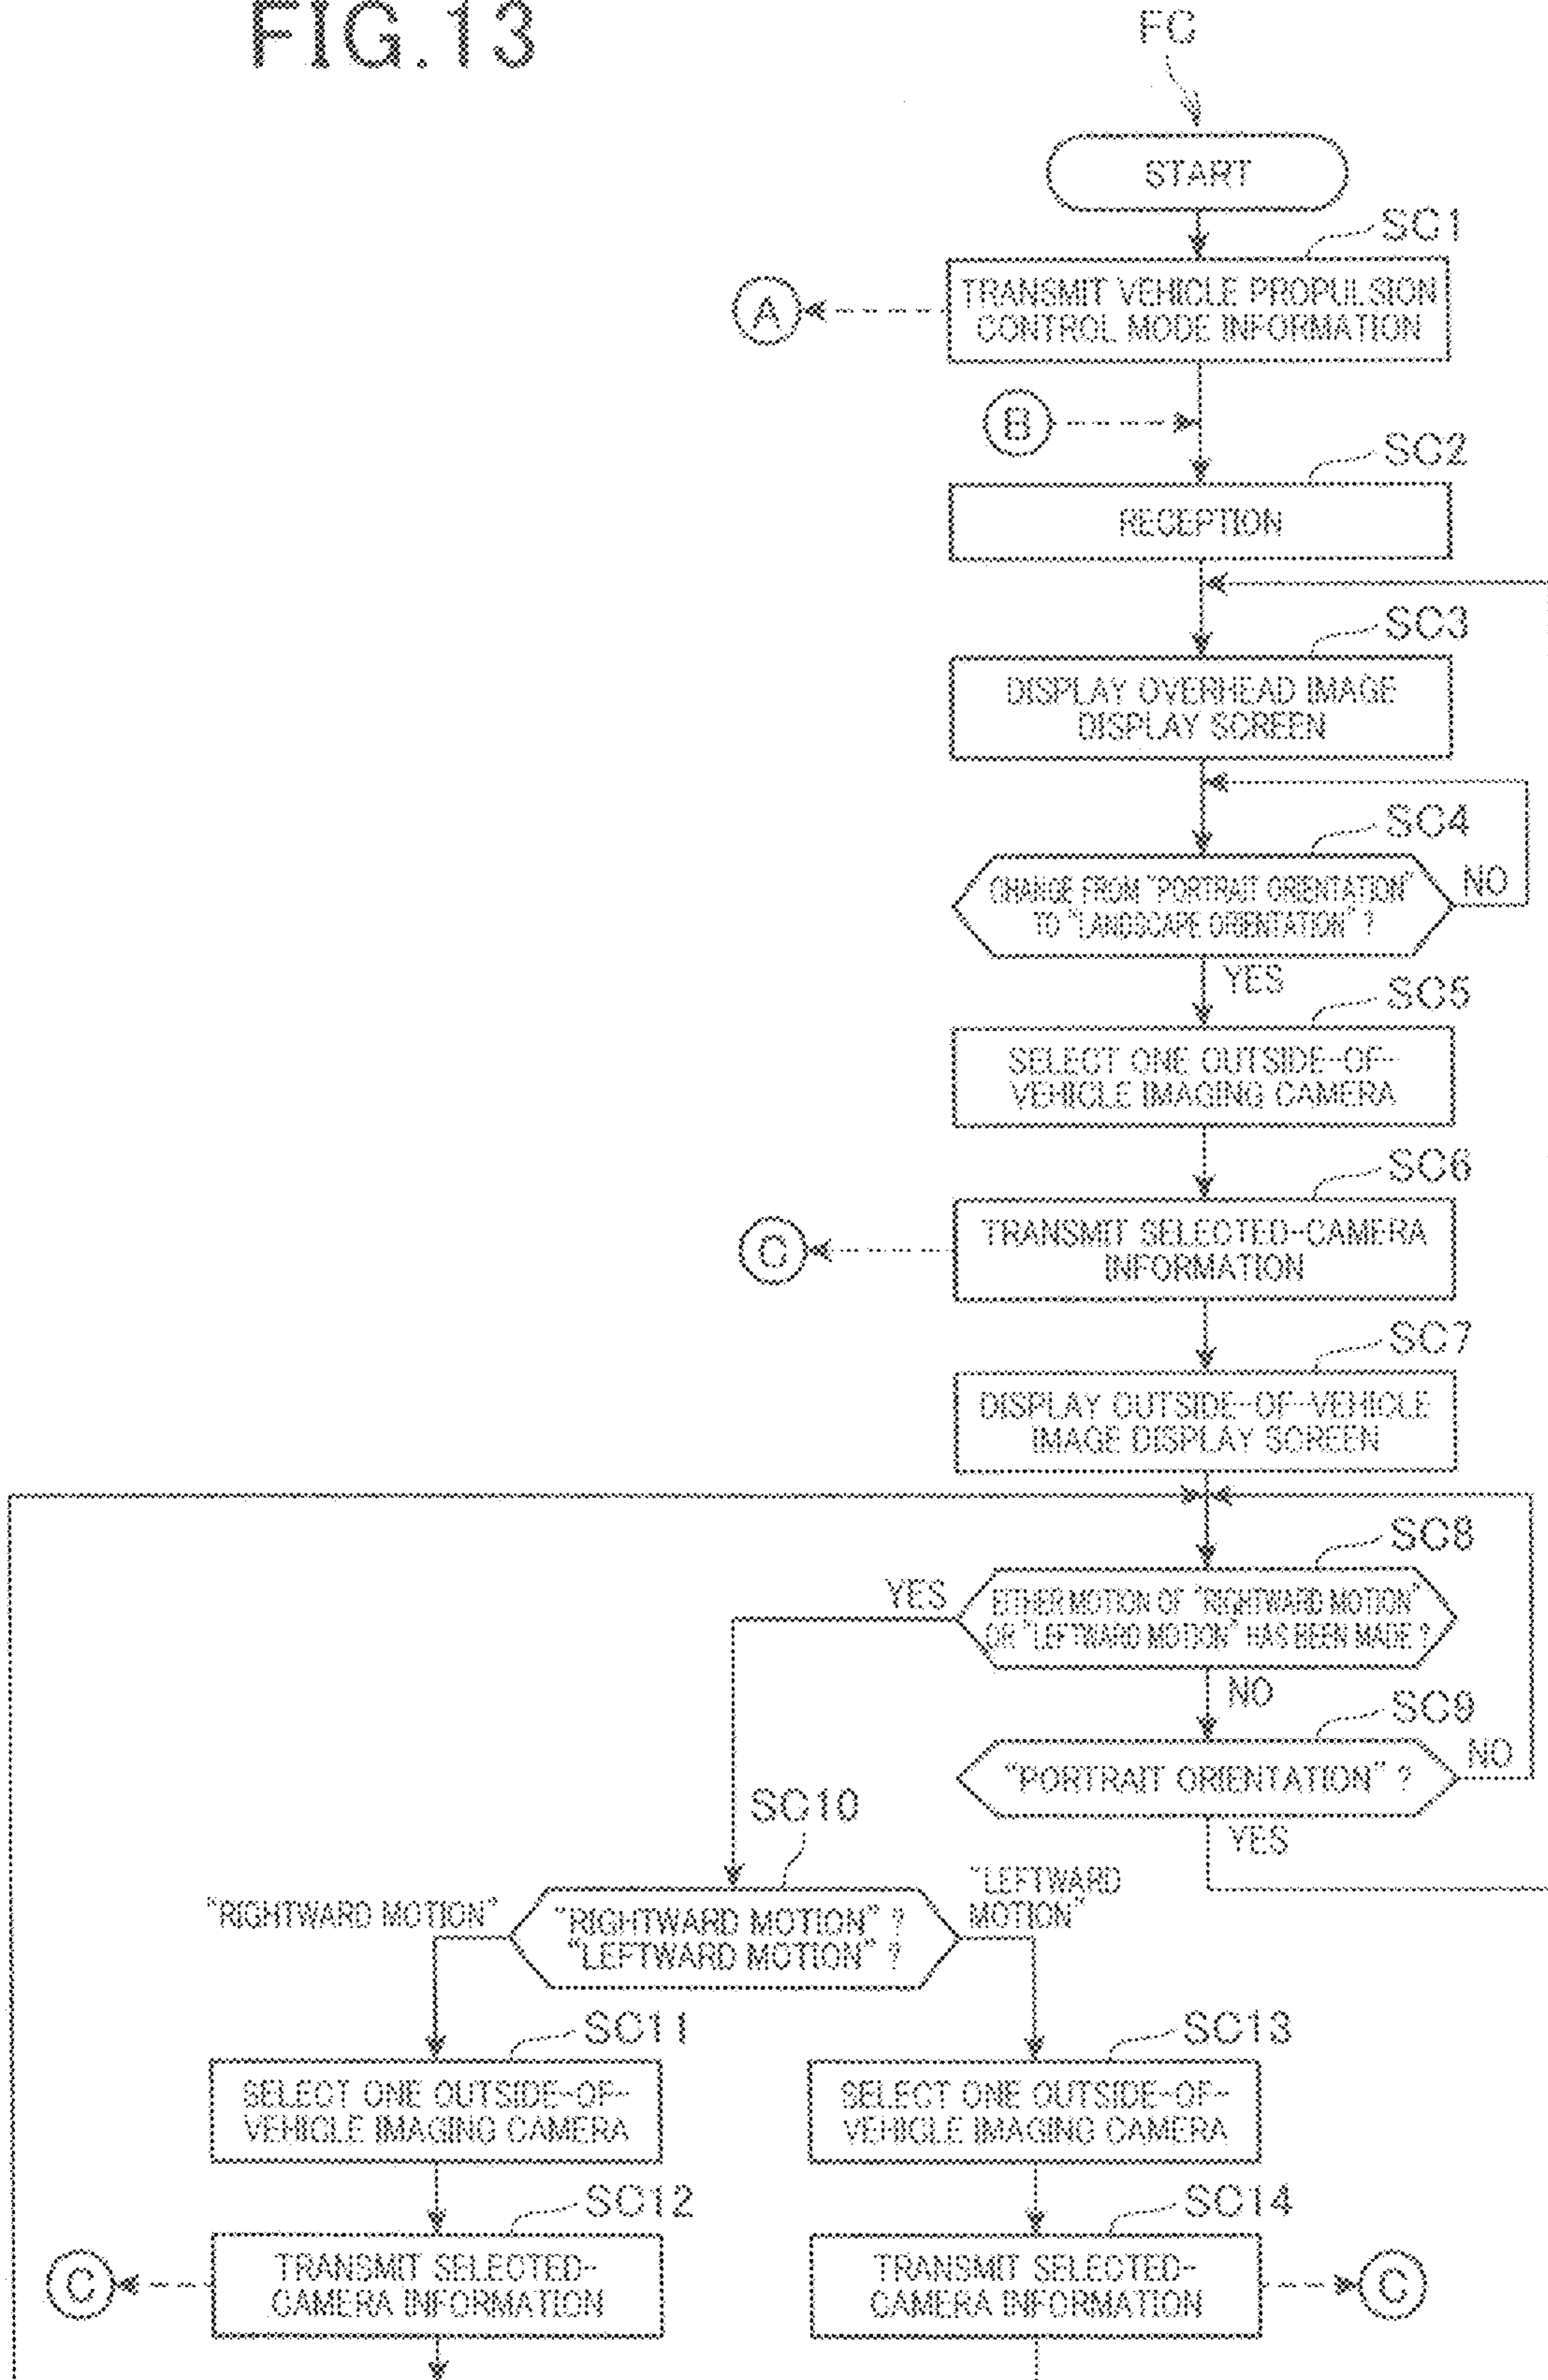 FIG.13
FC
START
SC1
TRANSMIT VEHICLE PROPULSION
CONTROL MODE INFORMATION
A
B
SC2
RECEPTION
SC3
DISPLAY OVERHEAD IMAGE
DISPLAY SCREEN
SC4
CHANGE FROM "PORTRAIT ORIENTATION"
TO "LANDSCAPE ORIENTATION" ?
NO
YES
SC5
SELECT ONE OUTSIDE-OF-
VEHICLE IMAGING CAMERA
SC6
TRANSMIT SELECTED-CAMERA
INFORMATION
C
SC7
DISPLAY OUTSIDE-OF-VEHICLE
IMAGE DISPLAY SCREEN
SC8
EITHER MOTION OF "RIGHTWARD MOTION"
OR "LEFTWARD MOTION" HAS BEEN MADE ?
YES
NO
SC9
"PORTRAIT ORIENTATION" ?
NO
YES
SC10
"RIGHTWARD MOTION"
"RIGHTWARD MOTION" ?
"LEFTWARD MOTION" ?
"LEFTWARD
MOTION"
SC11
SELECT ONE OUTSIDE-OF-
VEHICLE IMAGING CAMERA
SC13
SELECT ONE OUTSIDE-OF-
VEHICLE IMAGING CAMERA
SC12
TRANSMIT SELECTED-
CAMERA INFORMATION
C
SC14
TRANSMIT SELECTED-
CAMERA INFORMATION
C